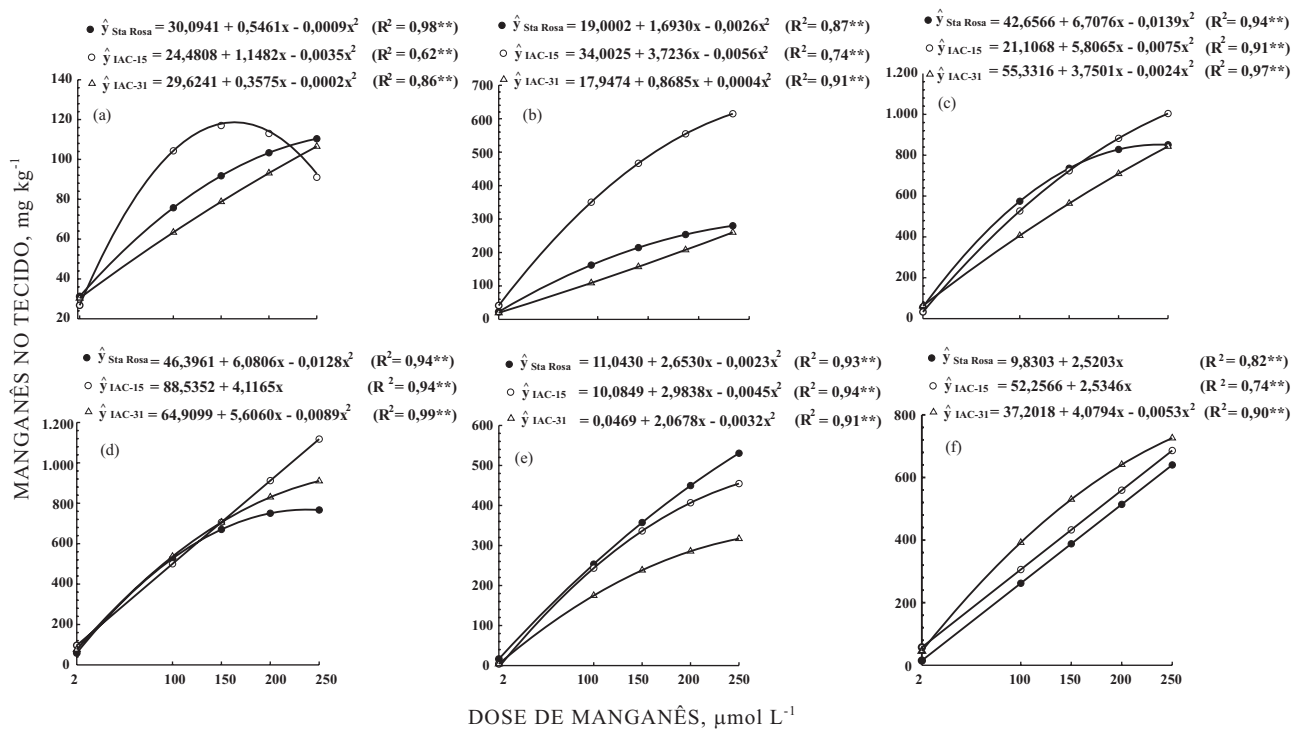 ● ŷ Sta Rosa = 30,0941 + 0,5461x - 0,0009x² (R² = 0,98**)
○ ŷ IAC-15 = 24,4808 + 1,1482x - 0,0035x² (R² = 0,62**)
△ ŷ IAC-31 = 29,6241 + 0,3575x - 0,0002x² (R² = 0,86**)
● ŷ Sta Rosa = 19,0002 + 1,6930x - 0,0026x² (R² = 0,87**)
○ ŷ IAC-15 = 34,0025 + 3,7236x - 0,0056x² (R² = 0,74**)
△ ŷ IAC-31 = 17,9474 + 0,8685x + 0,0004x² (R² = 0,91**)
● ŷ Sta Rosa = 42,6566 + 6,7076x - 0,0139x² (R² = 0,94**)
○ ŷ IAC-15 = 21,1068 + 5,8065x - 0,0075x² (R² = 0,91**)
△ ŷ IAC-31 = 55,3316 + 3,7501x - 0,0024x² (R² = 0,97**)
MANGANÊS NO TECIDO, mg kg⁻¹
(a)
140
120
100
80
60
40
20
(b)
700
600
500
400
300
200
100
0
(c)
1.200
1.000
800
600
400
200
0
● ŷ Sta Rosa = 46,3961 + 6,0806x - 0,0128x² (R² = 0,94**)
○ ŷ IAC-15 = 88,5352 + 4,1165x (R² = 0,94**)
△ ŷ IAC-31 = 64,9099 + 5,6060x - 0,0089x² (R² = 0,99**)
● ŷ Sta Rosa = 11,0430 + 2,6530x - 0,0023x² (R² = 0,93**)
○ ŷ IAC-15 = 10,0849 + 2,9838x - 0,0045x² (R² = 0,94**)
△ ŷ IAC-31 = 0,0469 + 2,0678x - 0,0032x² (R² = 0,91**)
● ŷ Sta Rosa = 9,8303 + 2,5203x (R² = 0,82**)
○ ŷ IAC-15 = 52,2566 + 2,5346x (R² = 0,74**)
△ ŷ IAC-31 = 37,2018 + 4,0794x - 0,0053x² (R² = 0,90**)
(d)
1.200
1.000
800
600
400
200
0
2 100 150 200 250
(e)
600
500
400
300
200
100
0
2 100 150 200 250
(f)
800
600
400
200
0
2 100 150 200 250
DOSE DE MANGANÊS, µmol L⁻¹